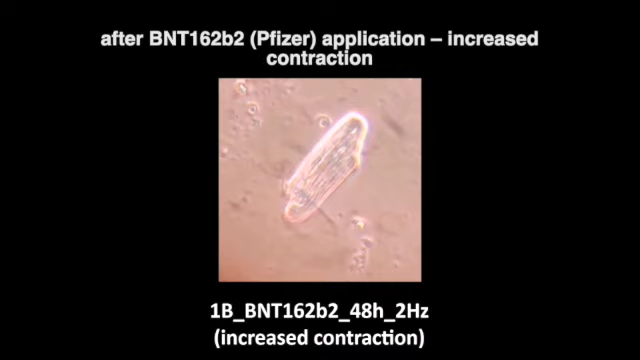 after BNT162b2 (Pfizer) application – increased
contraction
1B_BNT162b2_48h_2Hz
(increased contraction)